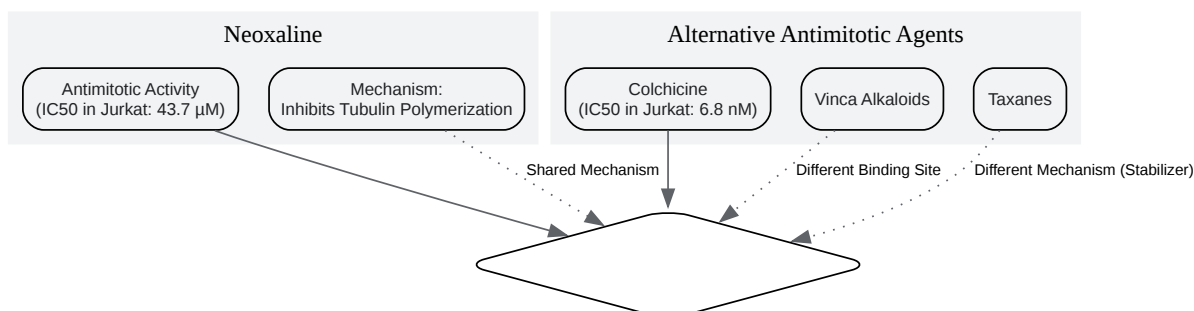 Neoxaline
Alternative Antimitotic Agents
Antimitotic Activity
(IC50 in Jurkat: 43.7 µM)
Mechanism:
Inhibits Tubulin Polymerization
Colchicine
(IC50 in Jurkat: 6.8 nM)
Vinca Alkaloids
Taxanes
Shared Mechanism
Different Binding Site
Different Mechanism (Stabilizer)